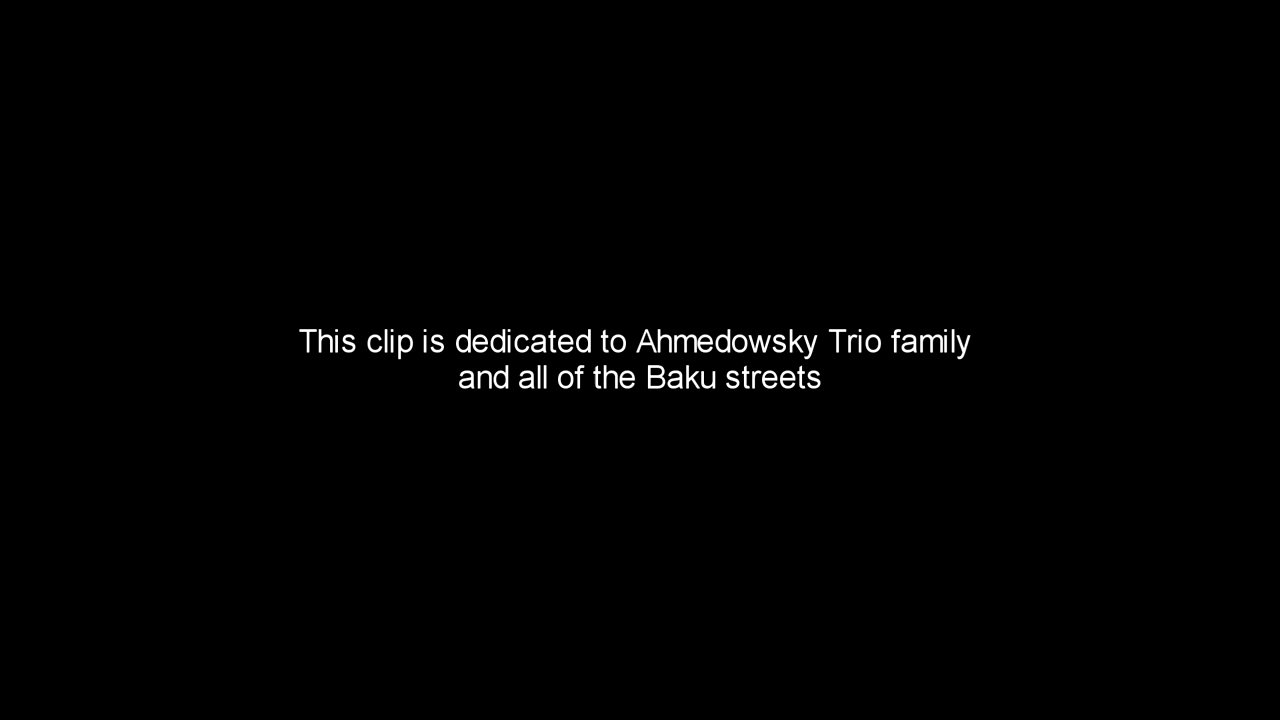 This clip is dedicated to Ahmedowsky Trio family
and all of the Baku streets